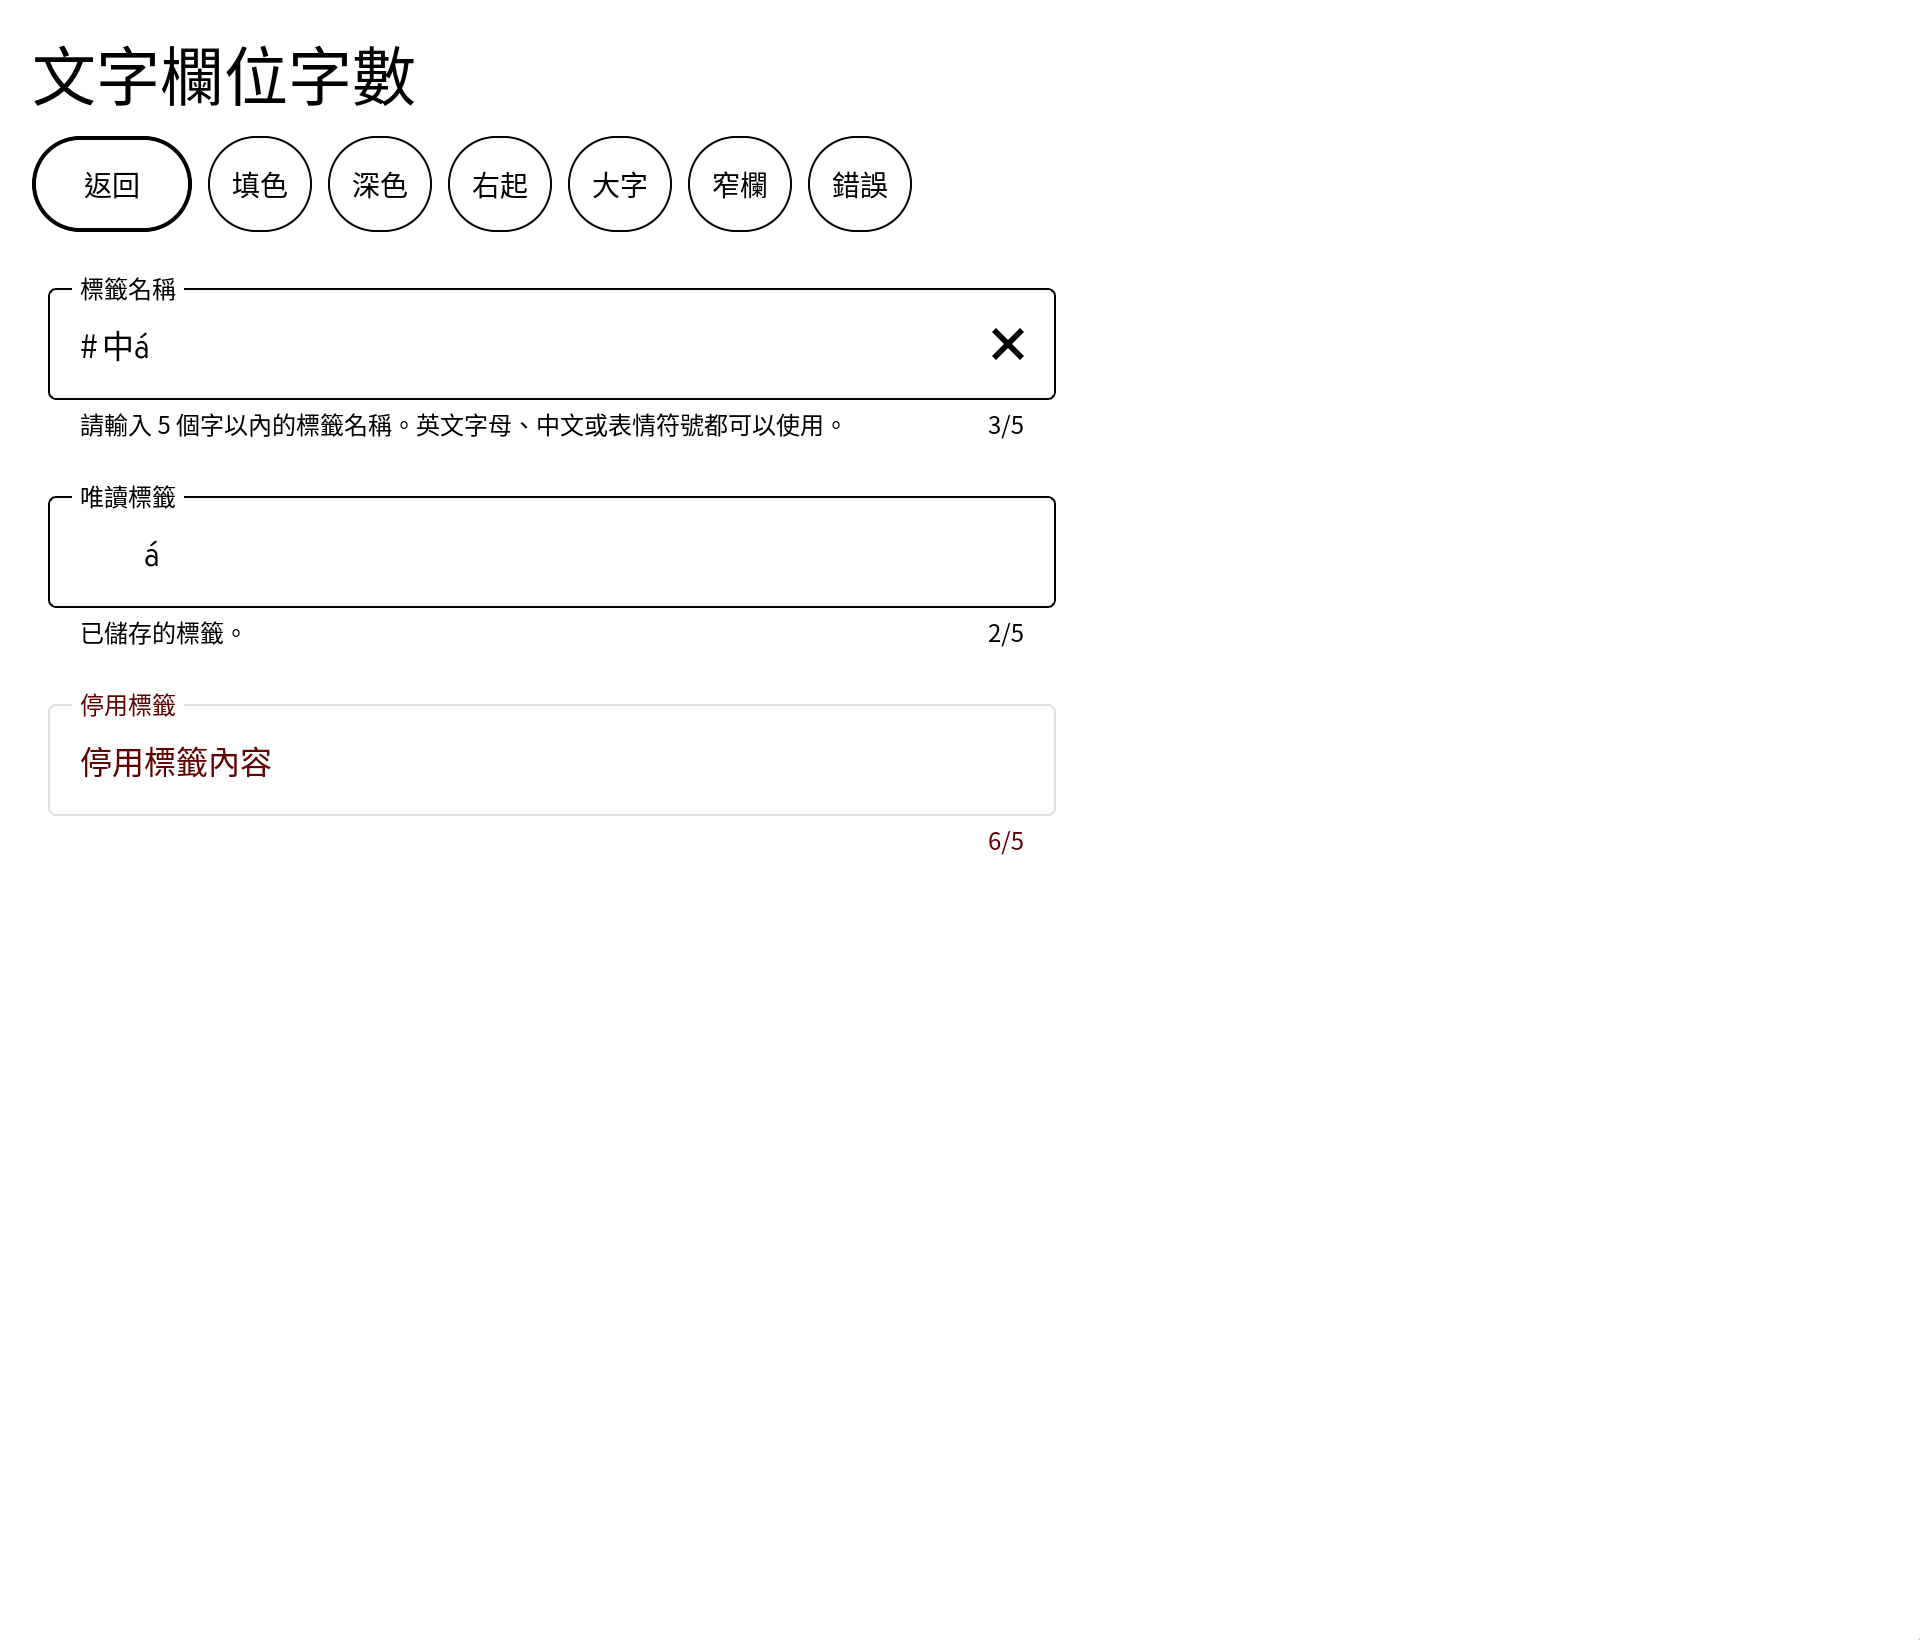 文字欄位字數
返回 填色 深色 右起 大字 窄欄 錯誤
標籤名稱
#中á
請輸入 5 個字以內的標籤名稱。英文字母、中文或表情符號都可以使用。 3/5
唯讀標籤
á
已儲存的標籤。 2/5
停用標籤
停用標籤內容
6/5